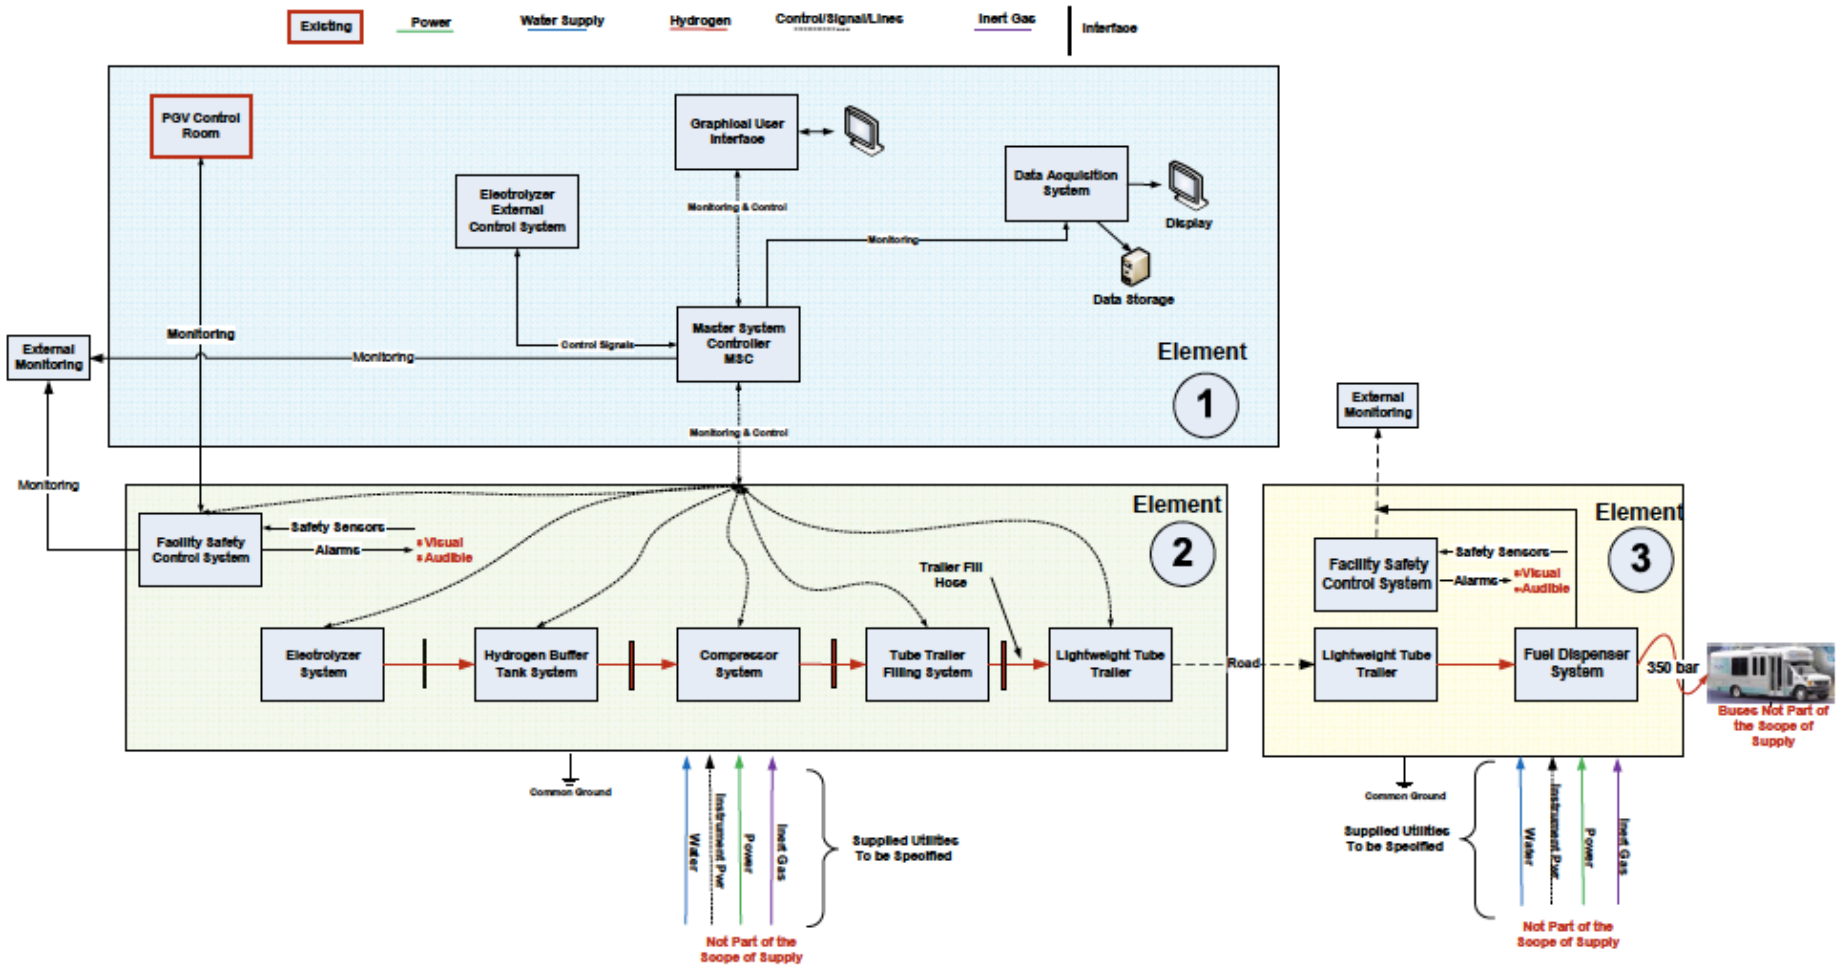 Existing
Power
Water Supply
Hydrogen
Control/Signal/Lines
Inert Gas
Interface
PGV Control
Room
Graphical User
Interface
Electrolyzer
External
Control System
Monitoring & Control
Data Acquisition
System
Display
Monitoring
Data Storage
Monitoring
Master System
Controller
MSC
Control Signals
External
Monitoring
Monitoring
Element
1
Monitoring & Control
External
Monitoring
Monitoring
Element
2
Facility Safety
Control System
Safety Sensors
Alarms
Visual
Audible
Trailer Fill
Hose
Electrolyzer
System
Hydrogen Buffer
Tank System
Compressor
System
Tube Trailer
Filling System
Lightweight Tube
Trailer
Road
Element
3
Facility Safety
Control System
Safety Sensors
Alarms
Visual
Audible
Lightweight Tube
Trailer
Fuel Dispenser
System
350 bar
Buses Not Part of
the Scope of
Supply
Common Ground
Water
Instrument Pwr
Power
Inert Gas
Supplied Utilities
To be Specified
Not Part of the
Scope of Supply
Common Ground
Supplied Utilities
To be Specified
Water
Instrument Pwr
Power
Inert Gas
Not Part of the
Scope of Supply